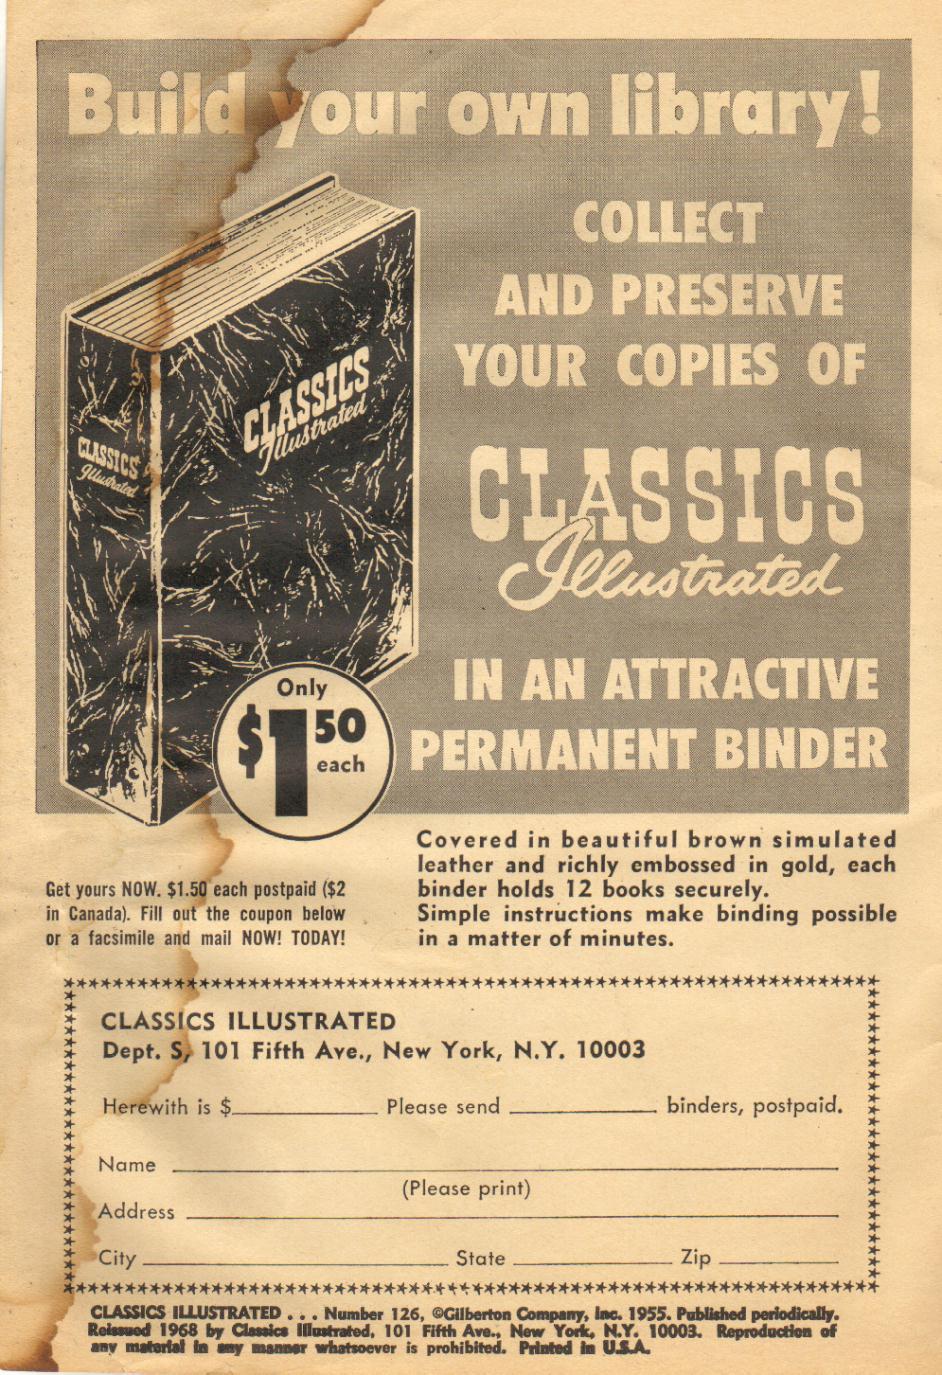 Build your own library!
COLLECT
AND PRESERVE
YOUR COPIES OF
CLASSICS
Illustrated
IN AN ATTRACTIVE
PERMANENT BINDER
CLASSICS
Illustrated
CLASSICS
Illustrated
Only
$1.50
each
Covered in beautiful brown simulated
leather and richly embossed in gold, each
binder holds 12 books securely.
Simple instructions make binding possible
in a matter of minutes.
Get yours NOW. $1.50 each postpaid ($2
in Canada). Fill out the coupon below
or a facsimile and mail NOW! TODAY!
CLASSICS ILLUSTRATED
Dept. S, 101 Fifth Ave., New York, N.Y. 10003
Herewith is $ Please send binders, postpaid.
Name
(Please print)
Address
City State Zip
CLASSICS ILLUSTRATED . . . Number 126, ©Gilberton Company, Inc. 1955. Published periodically.
Reissued 1968 by Classics Illustrated, 101 Fifth Ave., New York, N.Y. 10003. Reproduction of
any material in any manner whatsoever is prohibited. Printed in U.S.A.